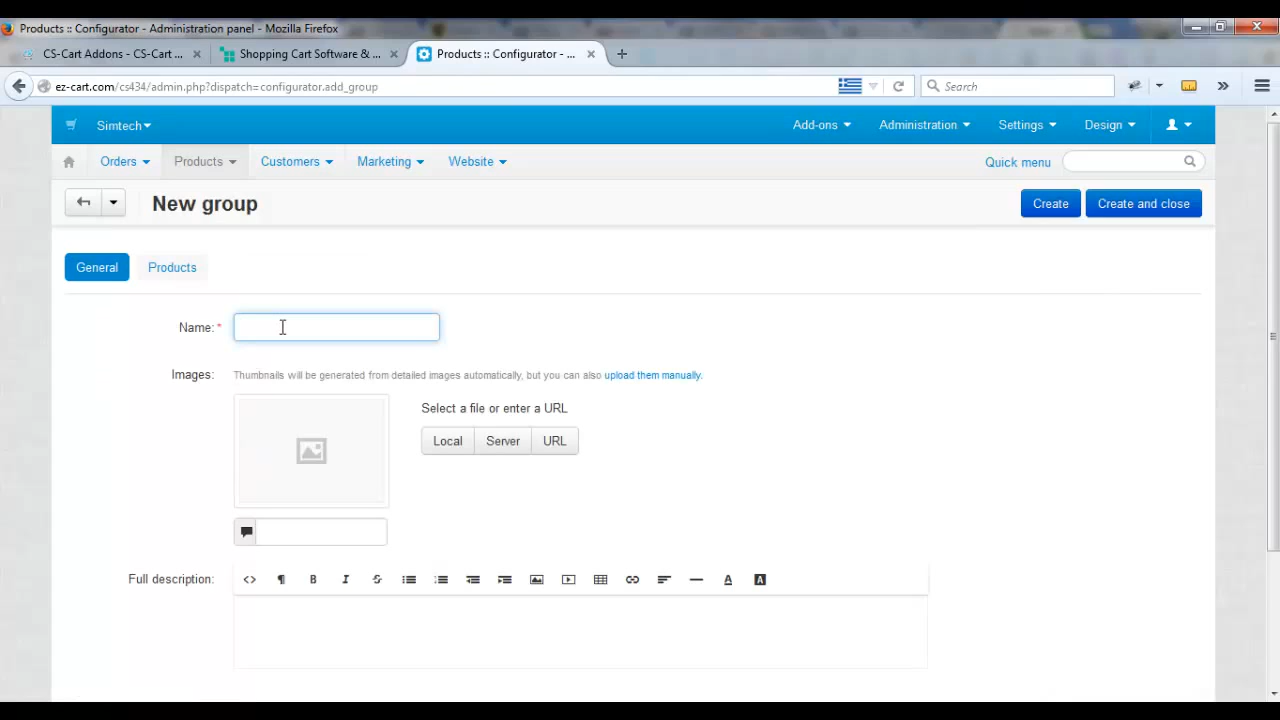 Products :: Configurator - Administration panel - Mozilla Firefox
CS-Cart Addons - CS-Cart ... × Shopping Cart Software & ... × Products :: Configurator - ... × +
ez-cart.com/cs434/admin.php?dispatch=configurator.add_group Search
Simtech Add-ons Administration Settings Design
Orders Products Customers Marketing Website Quick menu
New group Create Create and close
General Products
Name: *
Images: Thumbnails will be generated from detailed images automatically, but you can also upload them manually.
Select a file or enter a URL
Local Server URL
Full description: